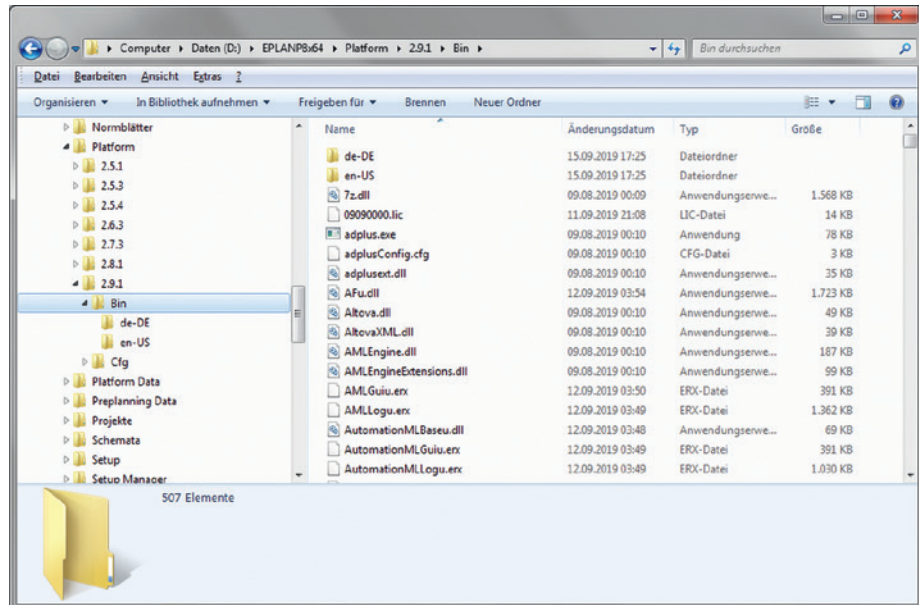 Computer ▸ Daten (D:) ▸ EPLANP8x64 ▸ Platform ▸ 2.9.1 ▸ Bin ▸ Bin durchsuchen
Datei Bearbeiten Ansicht Extras ?
Organisieren In Bibliothek aufnehmen Freigeben für Brennen Neuer Ordner
Normblätter
Platform
2.5.1
2.5.3
2.5.4
2.6.3
2.7.3
2.8.1
2.9.1
Bin
de-DE
en-US
Cfg
Platform Data
Preplanning Data
Projekte
Schemata
Setup
Setup Manager
Name Änderungsdatum Typ Größe
de-DE 15.09.2019 17:25 Dateiordner
en-US 15.09.2019 17:25 Dateiordner
7z.dll 09.08.2019 00:09 Anwendungserwe... 1.568 KB
09090000.lic 11.09.2019 21:08 LIC-Datei 14 KB
adplus.exe 09.08.2019 00:10 Anwendung 78 KB
adplusConfig.cfg 09.08.2019 00:10 CFG-Datei 3 KB
adplusext.dll 09.08.2019 00:10 Anwendungserwe... 35 KB
AFu.dll 12.09.2019 03:54 Anwendungserwe... 1.723 KB
Altova.dll 09.08.2019 00:10 Anwendungserwe... 49 KB
AltovaXML.dll 09.08.2019 00:10 Anwendungserwe... 39 KB
AMLEngine.dll 09.08.2019 00:10 Anwendungserwe... 187 KB
AMLEngineExtensions.dll 09.08.2019 00:10 Anwendungserwe... 99 KB
AMLGuiu.erx 12.09.2019 03:50 ERX-Datei 391 KB
AMLLogu.erx 12.09.2019 03:49 ERX-Datei 1.362 KB
AutomationMLBaseu.dll 12.09.2019 03:48 Anwendungserwe... 69 KB
AutomationMLGuiu.erx 12.09.2019 03:49 ERX-Datei 391 KB
AutomationMLLogu.erx 12.09.2019 03:49 ERX-Datei 1.030 KB
507 Elemente